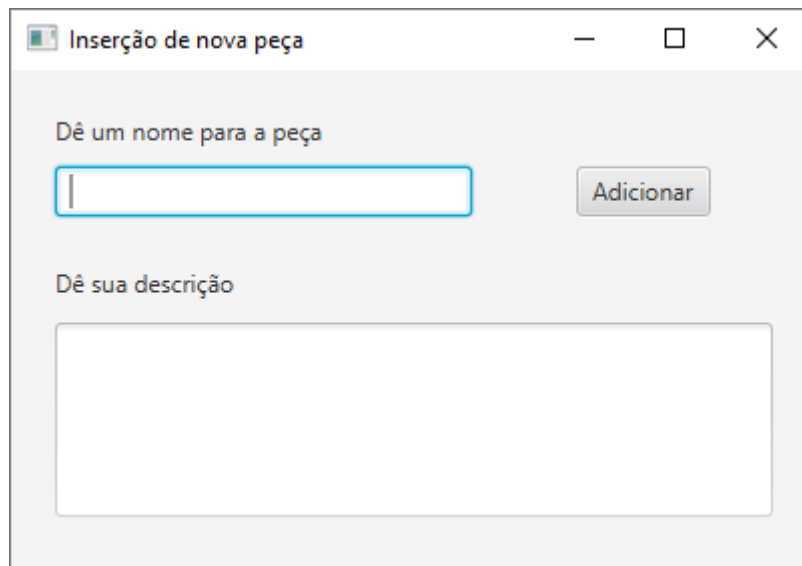 Inserção de nova peça
Dê um nome para a peça
Adicionar
Dê sua descrição